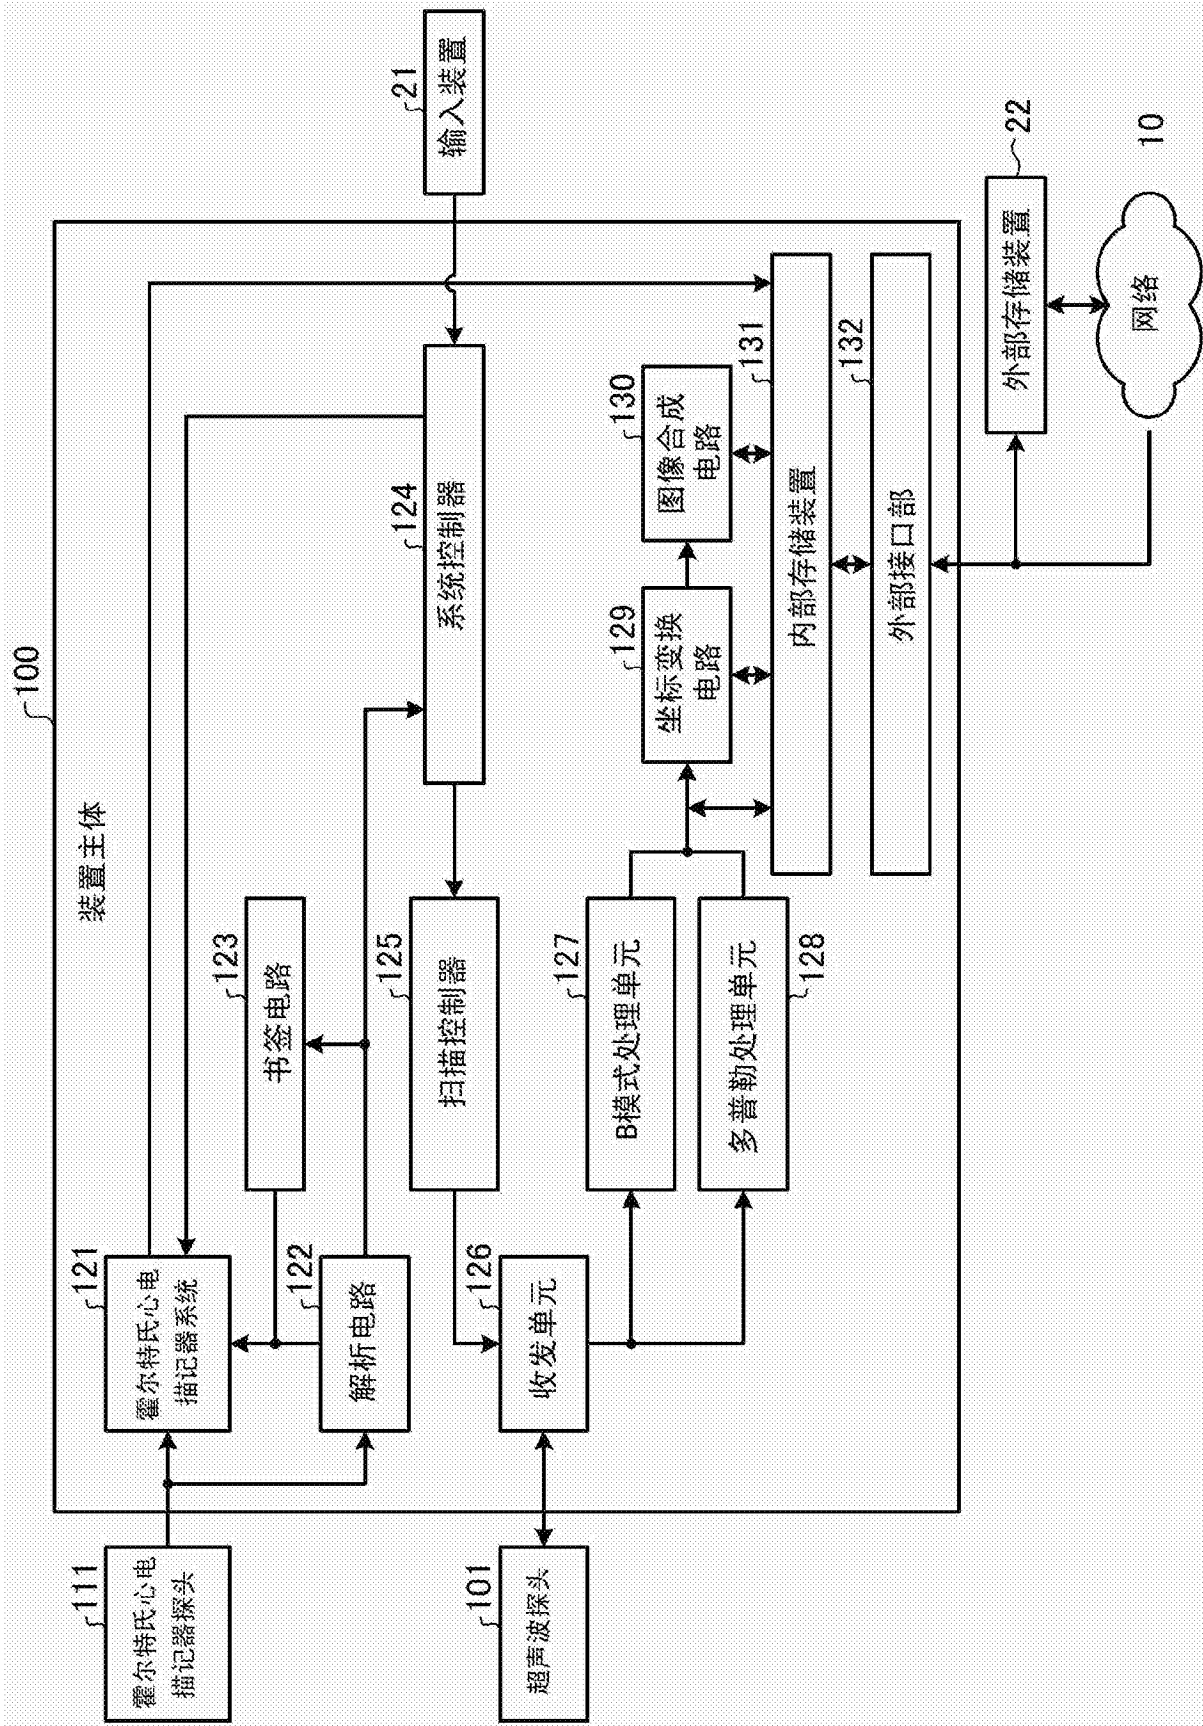 100
装置主体
111
霍尔特氏心电
描记器探头
121
霍尔特氏心电
描记器系统
122
解析电路
123
书签电路
124
系统控制器
21
输入装置
125
扫描控制器
101
超声波探头
126
收发单元
127
B模式处理单元
128
多普勒处理单元
129
坐标变换
电路
130
图像合成
电路
131
内部存储装置
132
外部接口部
22
外部存储装置
10
网络